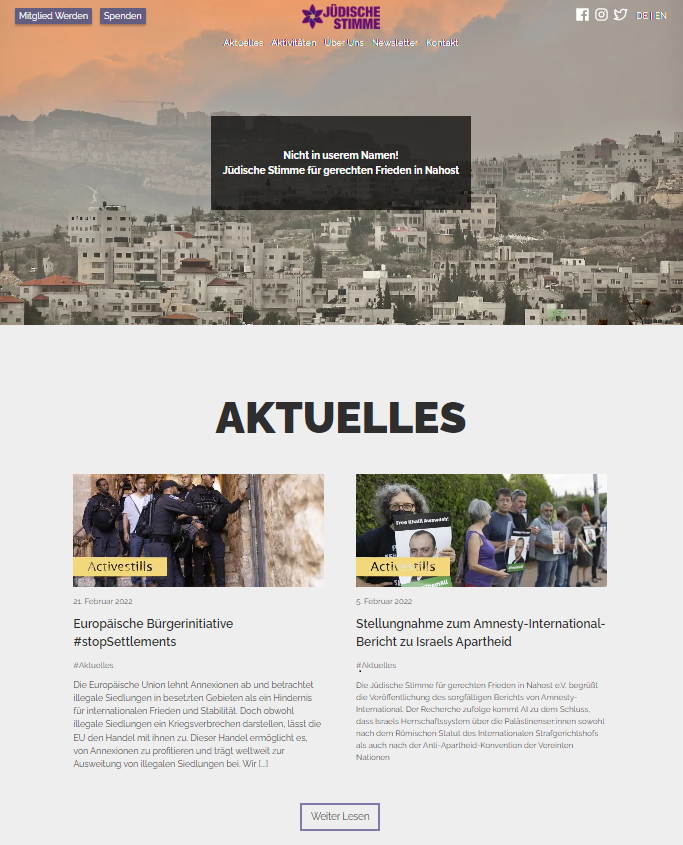 Mitglied Werden
Spenden
JÜDISCHE
STIMME
DE | EN
Aktuelles Aktivitäten Über Uns Newsletter Kontakt
Nicht in userem Namen!
Jüdische Stimme für gerechten Frieden in Nahost
AKTUELLES
Activestills
21. Februar 2022
Europäische Bürgerinitiative
#stopSettlements
#Aktuelles
Die Europäische Union lehnt Annexionen ab und betrachtet
illegale Siedlungen in besetzten Gebieten als ein Hindernis
für internationalen Frieden und Stabilität. Doch obwohl
illegale Siedlungen ein Kriegsverbrechen darstellen, lässt die
EU den Handel mit ihnen zu. Dieser Handel ermöglicht es,
von Annexionen zu profitieren und trägt weltweit zur
Ausweitung von illegalen Siedlungen bei. Wir [...]
Free Khalil Auawdeh!
Activestills
5. Februar 2022
Stellungnahme zum Amnesty-International-
Bericht zu Israels Apartheid
#Aktuelles
Die Jüdische Stimme für gerechten Frieden in Nahost e.V. begrüßt
die Veröffentlichung des sorgfältigen Berichts von Amnesty-
International. Der Recherche zufolge kommt AI zu dem Schluss,
dass Israels Herrschaftssystem über die Palästinenser:innen sowohl
nach dem Römischen Statut des Internationalen Strafgerichtshofs
als auch nach der Anti-Apartheid-Konvention der Vereinten
Nationen
Weiter Lesen